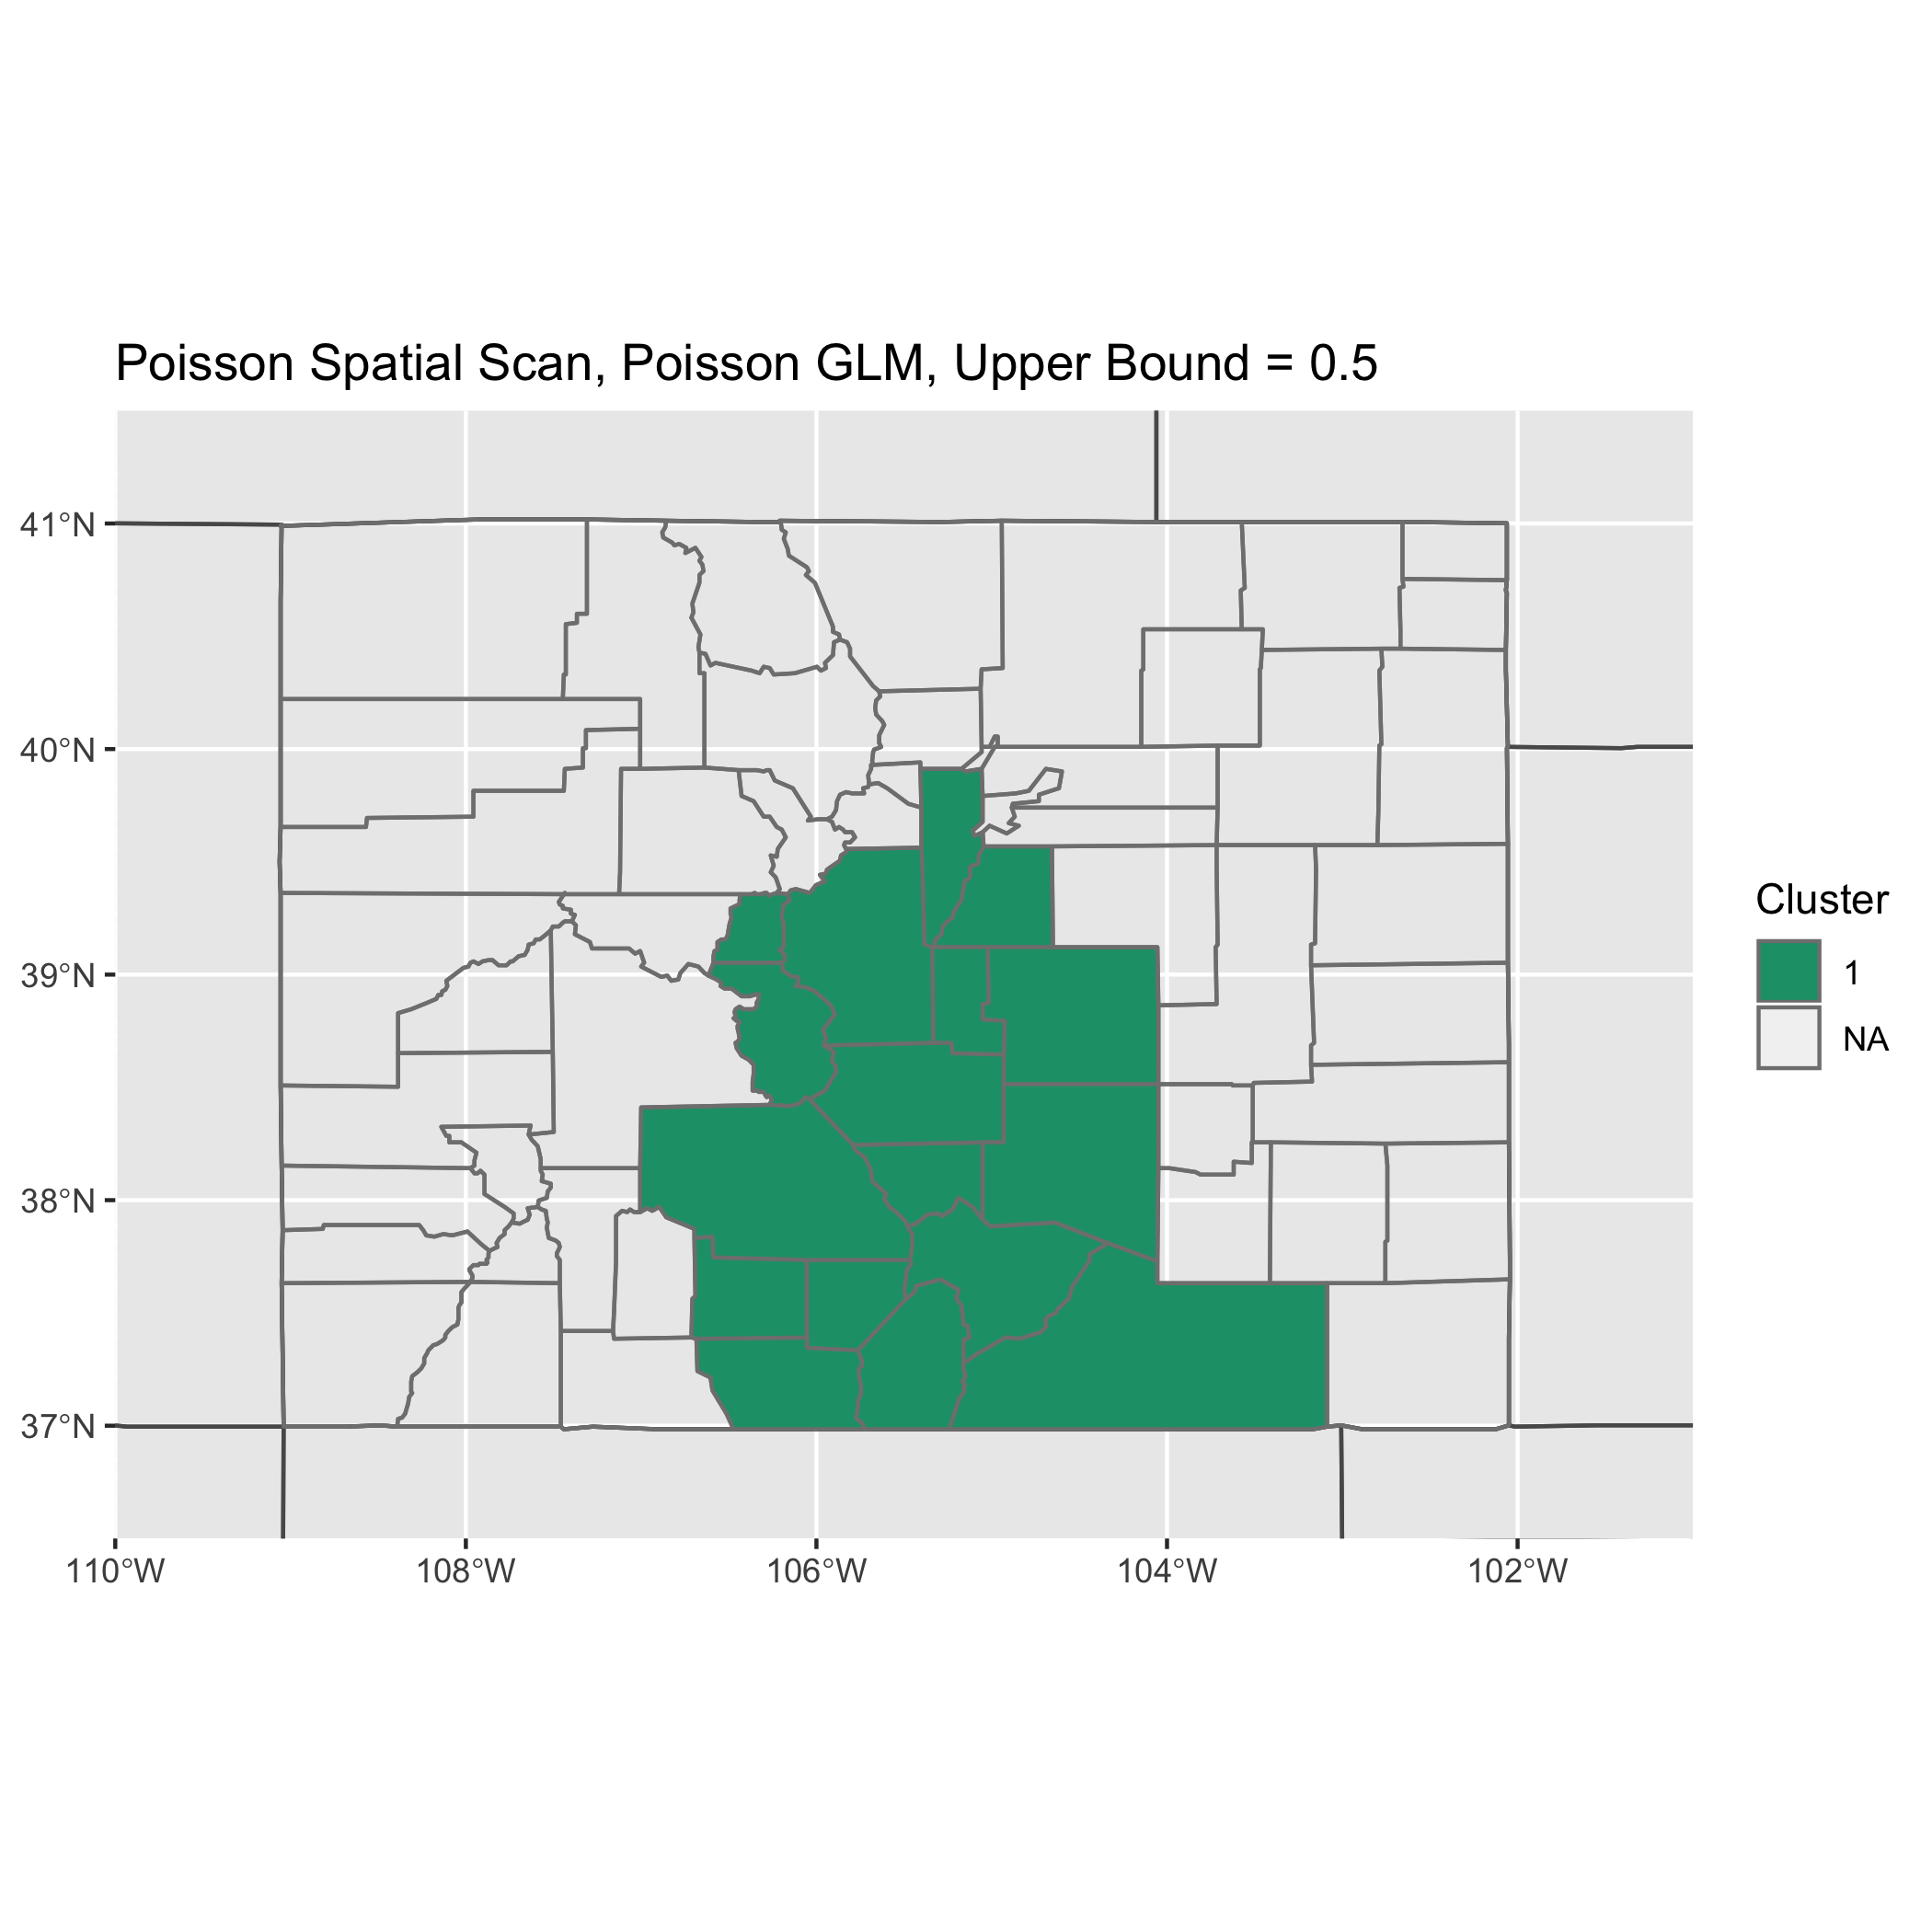 Poisson Spatial Scan, Poisson GLM, Upper Bound = 0.5
41°N
40°N
39°N
38°N
37°N
110°W
108°W
106°W
104°W
102°W
Cluster
1
NA